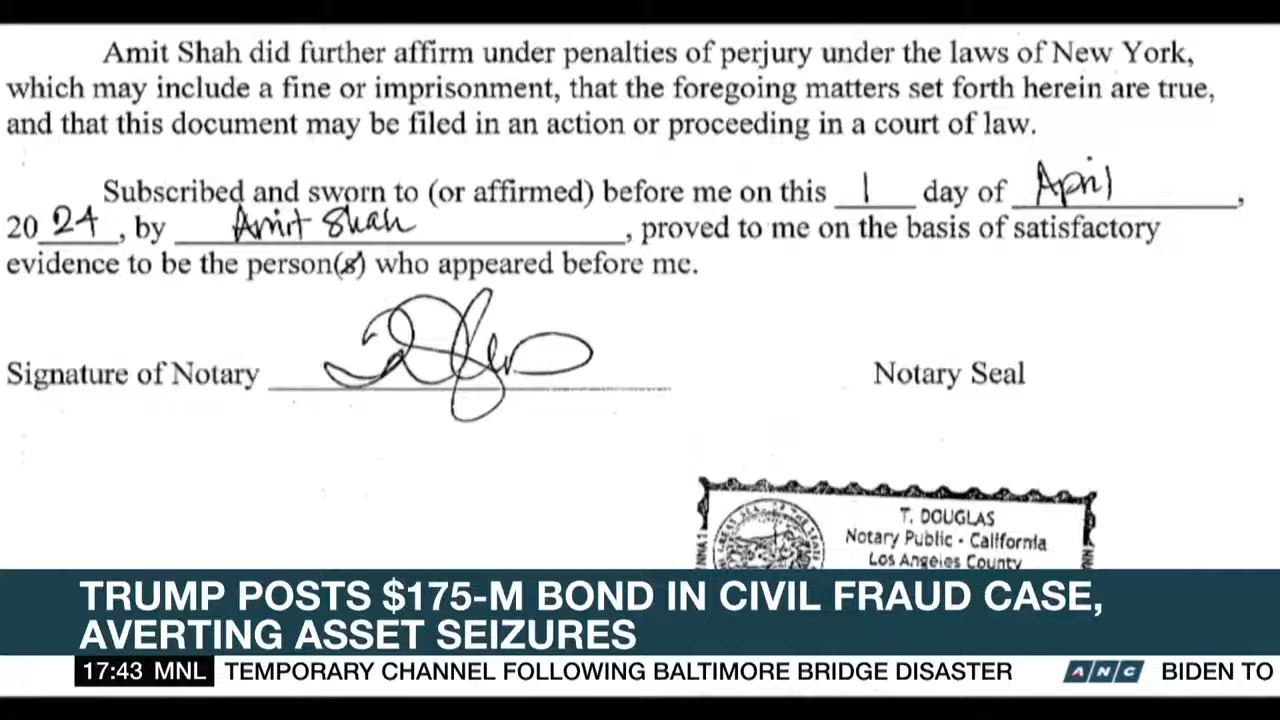 Amit Shah did further affirm under penalties of perjury under the laws of New York,
which may include a fine or imprisonment, that the foregoing matters set forth herein are true,
and that this document may be filed in an action or proceeding in a court of law.
Subscribed and sworn to (or affirmed) before me on this 1 day of April,
2024, by Amit Shah, proved to me on the basis of satisfactory
evidence to be the person(s) who appeared before me.
Signature of Notary
Notary Seal
T. DOUGLAS
Notary Public - California
Los Angeles County
TRUMP POSTS $175-M BOND IN CIVIL FRAUD CASE,
AVERTING ASSET SEIZURES
17:43 MNL TEMPORARY CHANNEL FOLLOWING BALTIMORE BRIDGE DISASTER ANC BIDEN TO